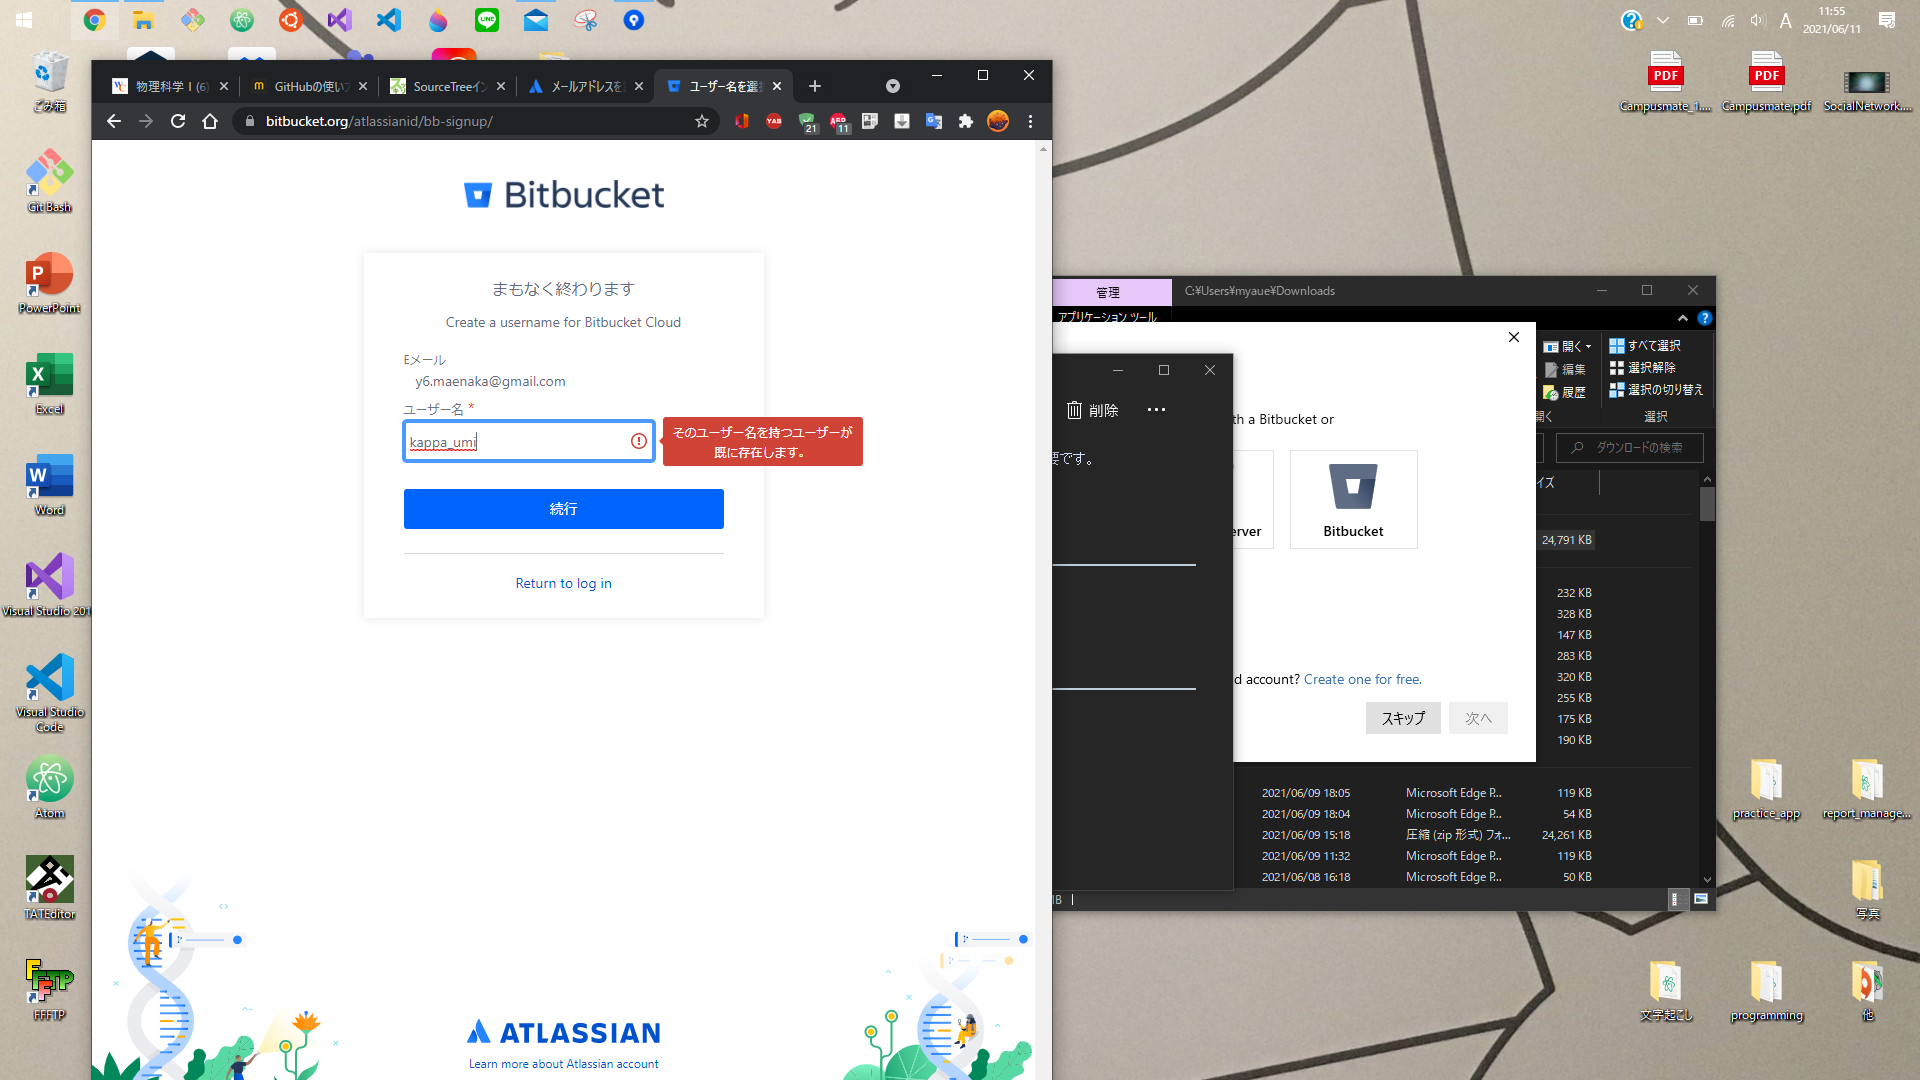 11:55
2021/06/11
A
ごみ箱
Git Bash
PowerPoint
Excel
Word
Visual Studio 201
Visual Studio
Code
Atom
TATEditor
FFFTP
物理科学Ⅰ(6)
GitHubの使い方
SourceTreeイン
メールアドレスを
ユーザー名を選
bitbucket.org/atlassianid/bb-signup/
21
11
Bitbucket
まもなく終わります
Create a username for Bitbucket Cloud
Eメール
y6.maenaka@gmail.com
ユーザー名 *
kappa_umi
そのユーザー名を持つユーザーが
既に存在します。
続行
Return to log in
ATLASSIAN
Learn more about Atlassian account
管理
C:¥Users¥myaue¥Downloads
アプリケーション ツール
開く
編集
履歴
開く
すべて選択
選択解除
選択の切り替え
選択
ダウンロードの検索
イズ
24,791 KB
232 KB
328 KB
147 KB
283 KB
320 KB
255 KB
175 KB
190 KB
2021/06/09 18:05 Microsoft Edge P... 119 KB
2021/06/09 18:04 Microsoft Edge P... 54 KB
2021/06/09 15:18 圧縮 (zip 形式) フォ... 24,261 KB
2021/06/09 11:32 Microsoft Edge P... 119 KB
2021/06/08 16:18 Microsoft Edge P... 50 KB
削除
要です。
th a Bitbucket or
erver
Bitbucket
d account? Create one for free.
スキップ
次へ
PDF
Campusmate_1....
PDF
Campusmate.pdf
SocialNetwork....
practice_app
report_manage...
写真
文字起こし
programming
他